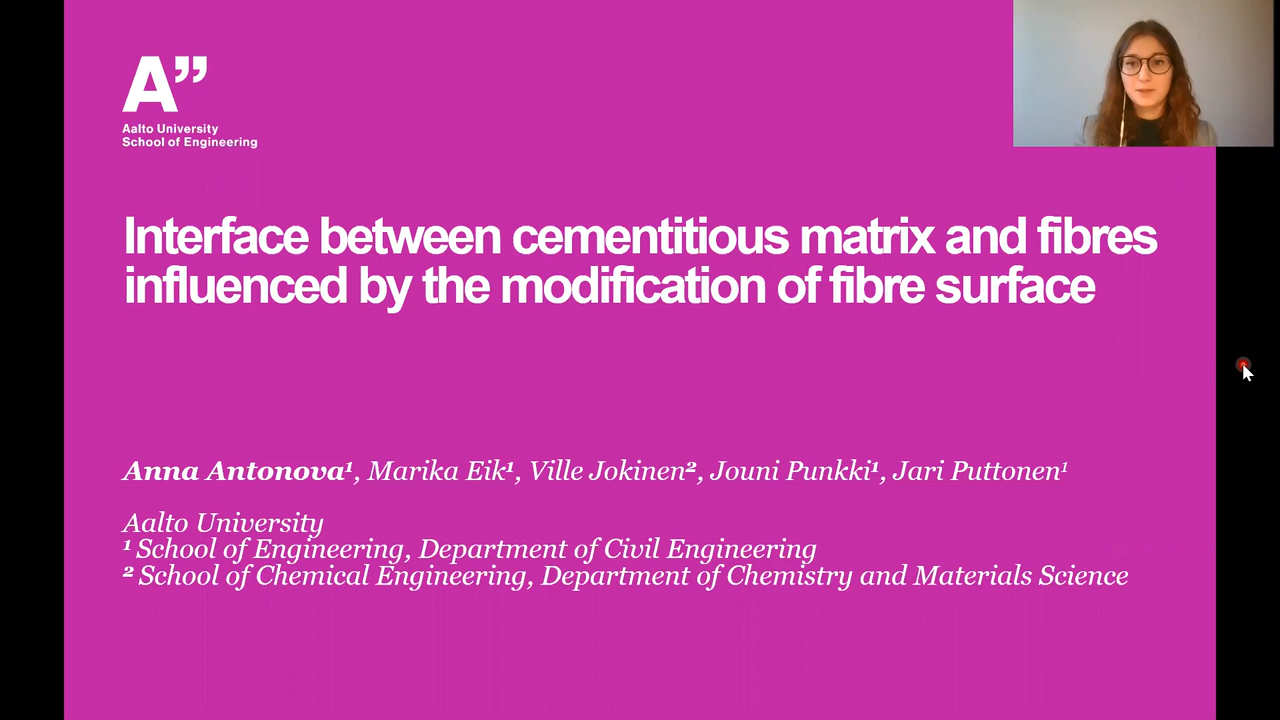 A”
Aalto University
School of Engineering
Interface between cementitious matrix and fibres
influenced by the modification of fibre surface
Anna Antonova¹, Marika Eik¹, Ville Jokinen², Jouni Punkki¹, Jari Puttonen¹
Aalto University
¹ School of Engineering, Department of Civil Engineering
² School of Chemical Engineering, Department of Chemistry and Materials Science